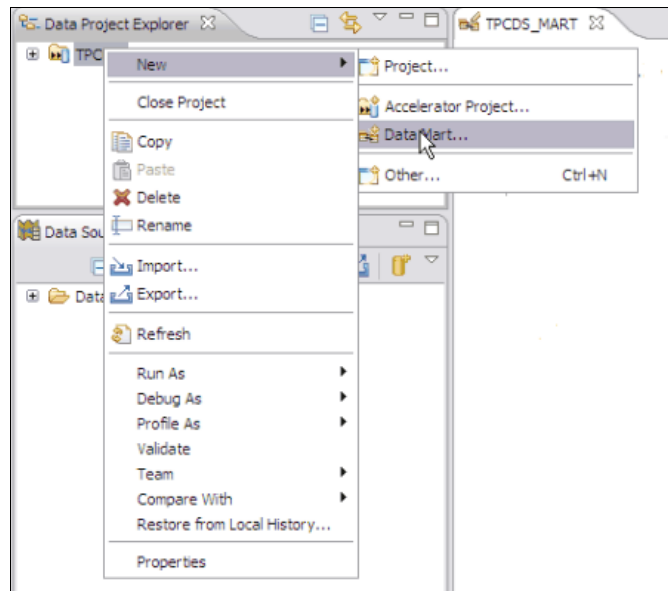 Data Project Explorer
TPCDS_MART
TPC
New
Project...
Close Project
Accelerator Project...
Copy
Data Mart...
Paste
Other... Ctrl+N
Delete
Rename
Data Sou
Import...
Data
Export...
Refresh
Run As
Debug As
Profile As
Validate
Team
Compare With
Restore from Local History...
Properties